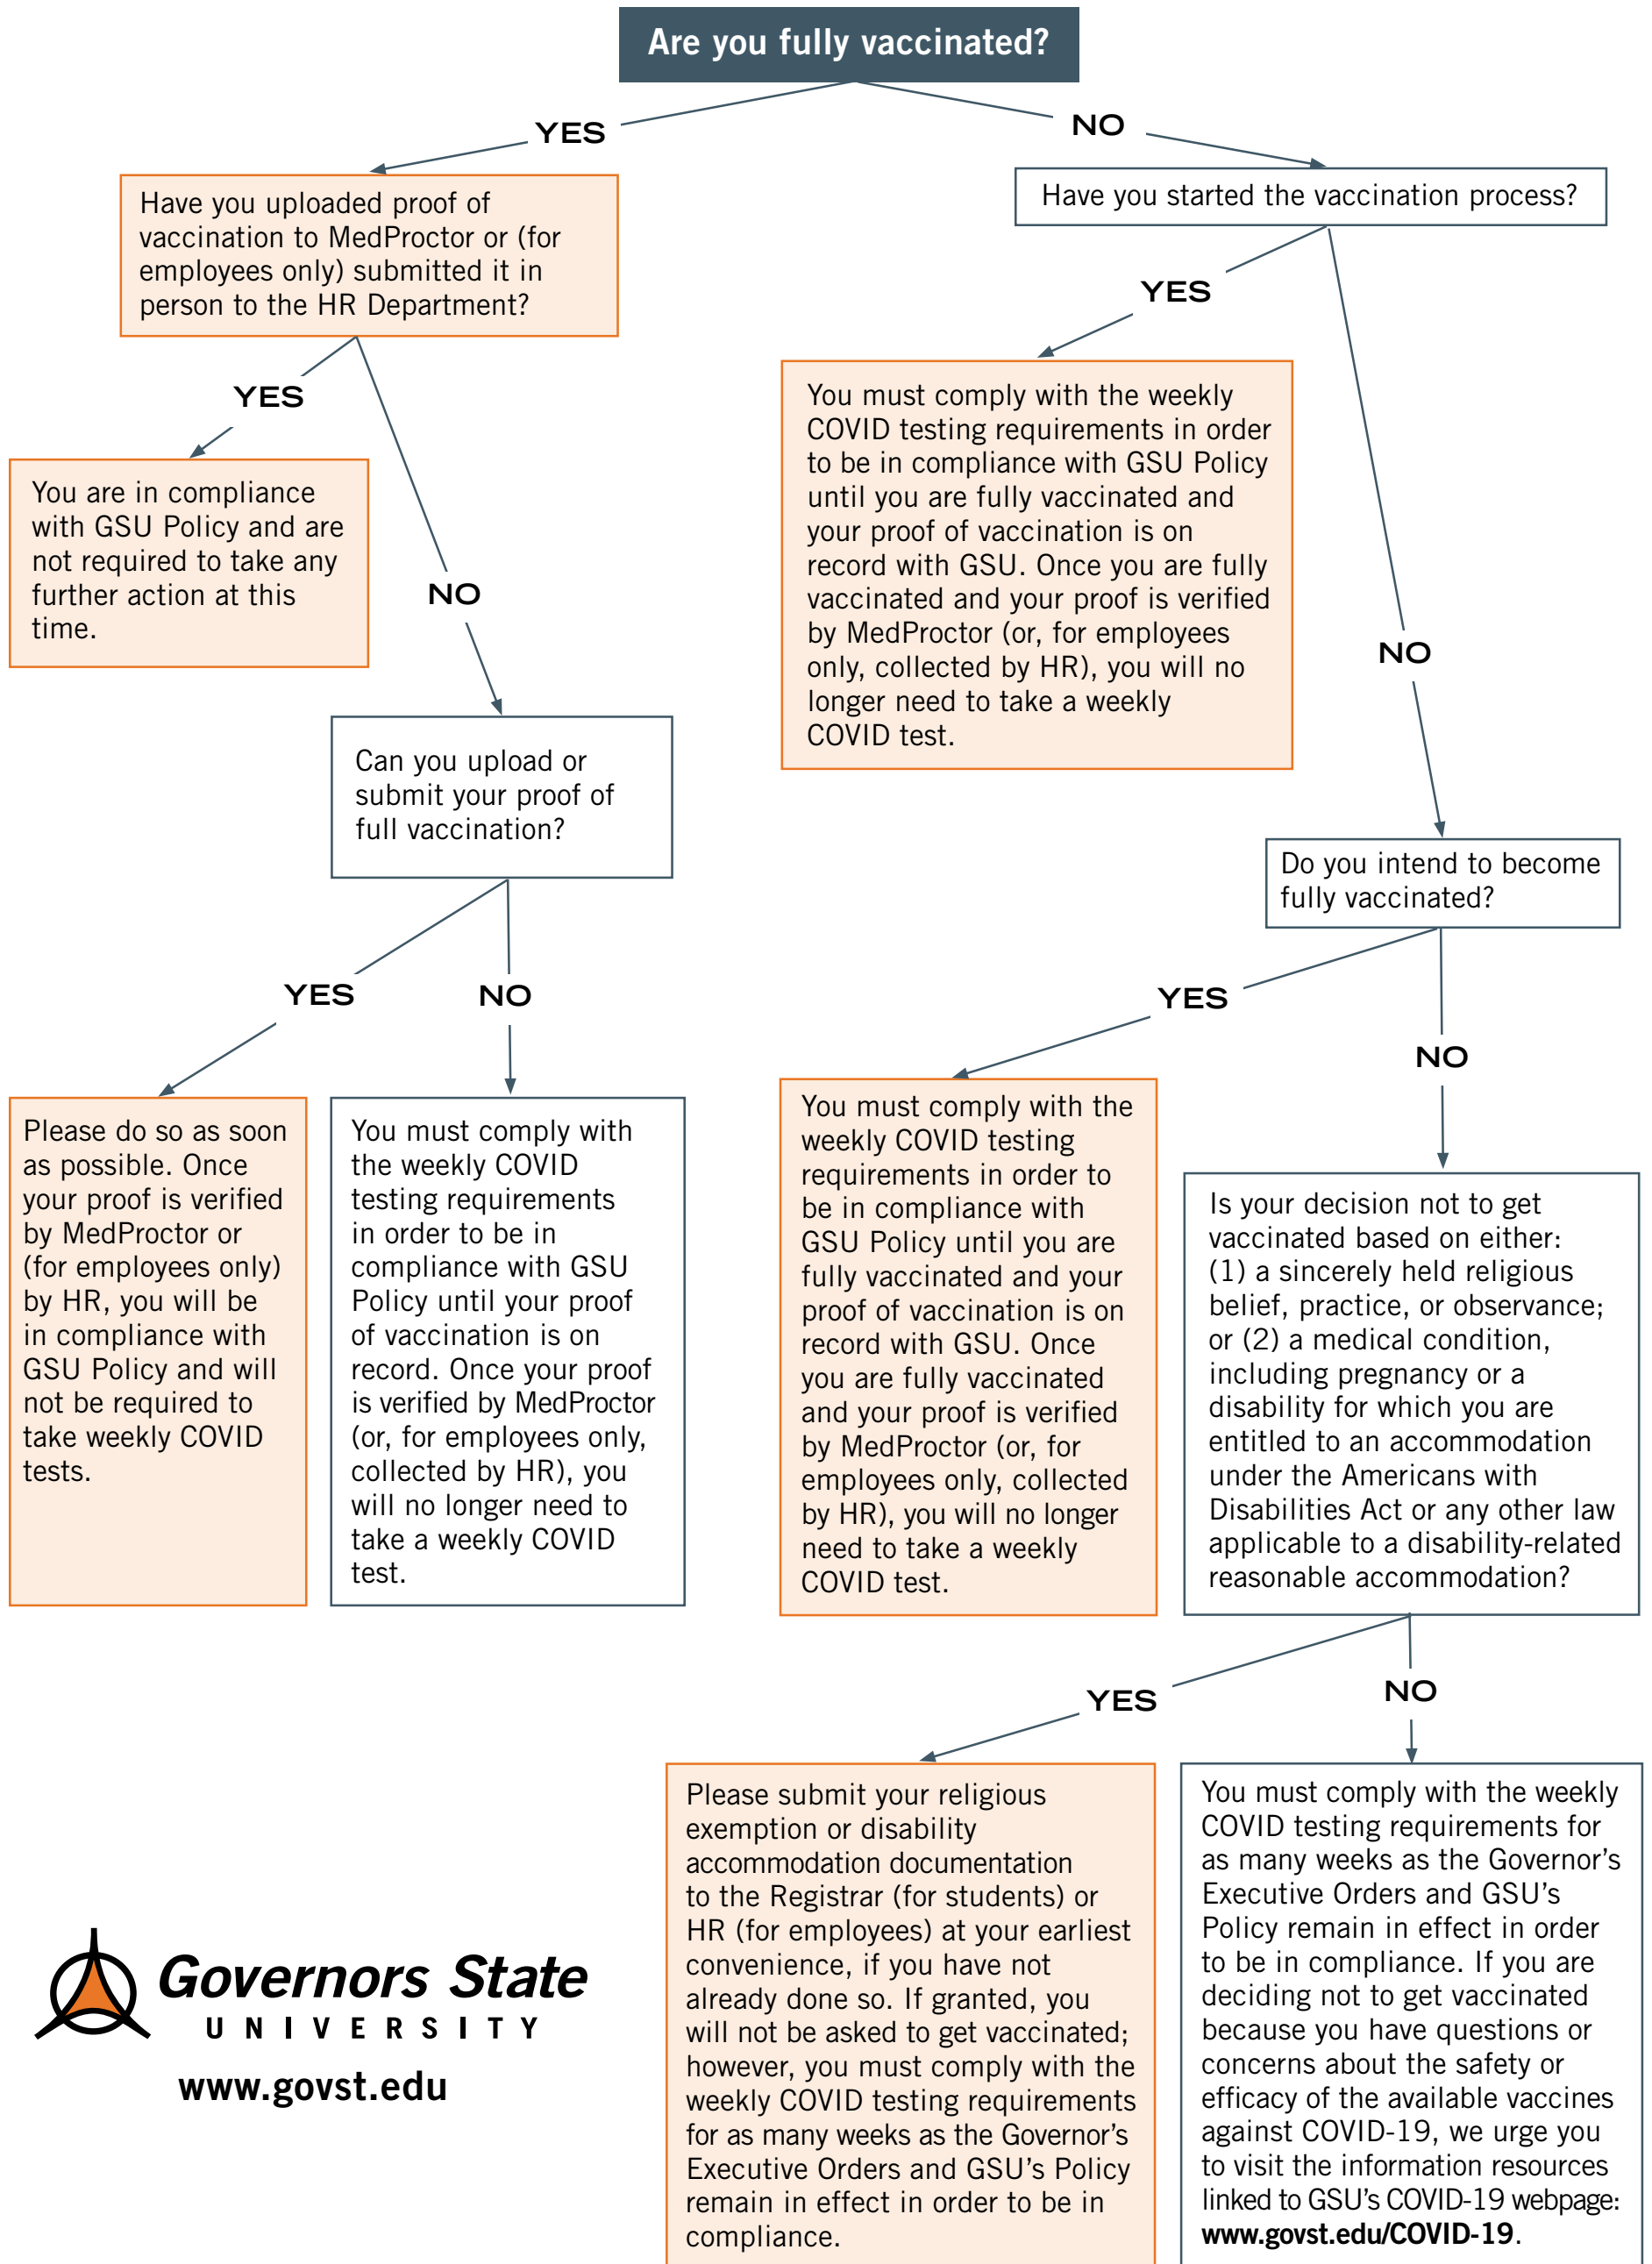 Are you fully vaccinated?
YES
NO
Have you uploaded proof of
vaccination to MedProctor or (for
employees only) submitted it in
person to the HR Department?
Have you started the vaccination process?
YES
NO
YES
NO
You are in compliance
with GSU Policy and are
not required to take any
further action at this
time.
You must comply with the weekly
COVID testing requirements in order
to be in compliance with GSU Policy
until you are fully vaccinated and
your proof of vaccination is on
record with GSU. Once you are fully
vaccinated and your proof is verified
by MedProctor (or, for employees
only, collected by HR), you will no
longer need to take a weekly
COVID test.
Can you upload or
submit your proof of
full vaccination?
Do you intend to become
fully vaccinated?
YES
NO
YES
NO
Please do so as soon
as possible. Once
your proof is verified
by MedProctor or
(for employees only)
by HR, you will be
in compliance with
GSU Policy and will
not be required to
take weekly COVID
tests.
You must comply with
the weekly COVID
testing requirements
in order to be in
compliance with GSU
Policy until your proof
of vaccination is on
record. Once your proof
is verified by MedProctor
(or, for employees only,
collected by HR), you
will no longer need to
take a weekly COVID
test.
You must comply with the
weekly COVID testing
requirements in order to
be in compliance with
GSU Policy until you are
fully vaccinated and your
proof of vaccination is on
record with GSU. Once
you are fully vaccinated
and your proof is verified
by MedProctor (or, for
employees only, collected
by HR), you will no longer
need to take a weekly
COVID test.
Is your decision not to get
vaccinated based on either:
(1) a sincerely held religious
belief, practice, or observance;
or (2) a medical condition,
including pregnancy or a
disability for which you are
entitled to an accommodation
under the Americans with
Disabilities Act or any other law
applicable to a disability-related
reasonable accommodation?
YES
NO
Please submit your religious
exemption or disability
accommodation documentation
to the Registrar (for students) or
HR (for employees) at your earliest
convenience, if you have not
already done so. If granted, you
will not be asked to get vaccinated;
however, you must comply with the
weekly COVID testing requirements
for as many weeks as the Governor’s
Executive Orders and GSU’s Policy
remain in effect in order to be in
compliance.
You must comply with the weekly
COVID testing requirements for
as many weeks as the Governor’s
Executive Orders and GSU’s
Policy remain in effect in order
to be in compliance. If you are
deciding not to get vaccinated
because you have questions or
concerns about the safety or
efficacy of the available vaccines
against COVID-19, we urge you
to visit the information resources
linked to GSU’s COVID-19 webpage:
www.govst.edu/COVID-19.
Governors State
UNIVERSITY
www.govst.edu